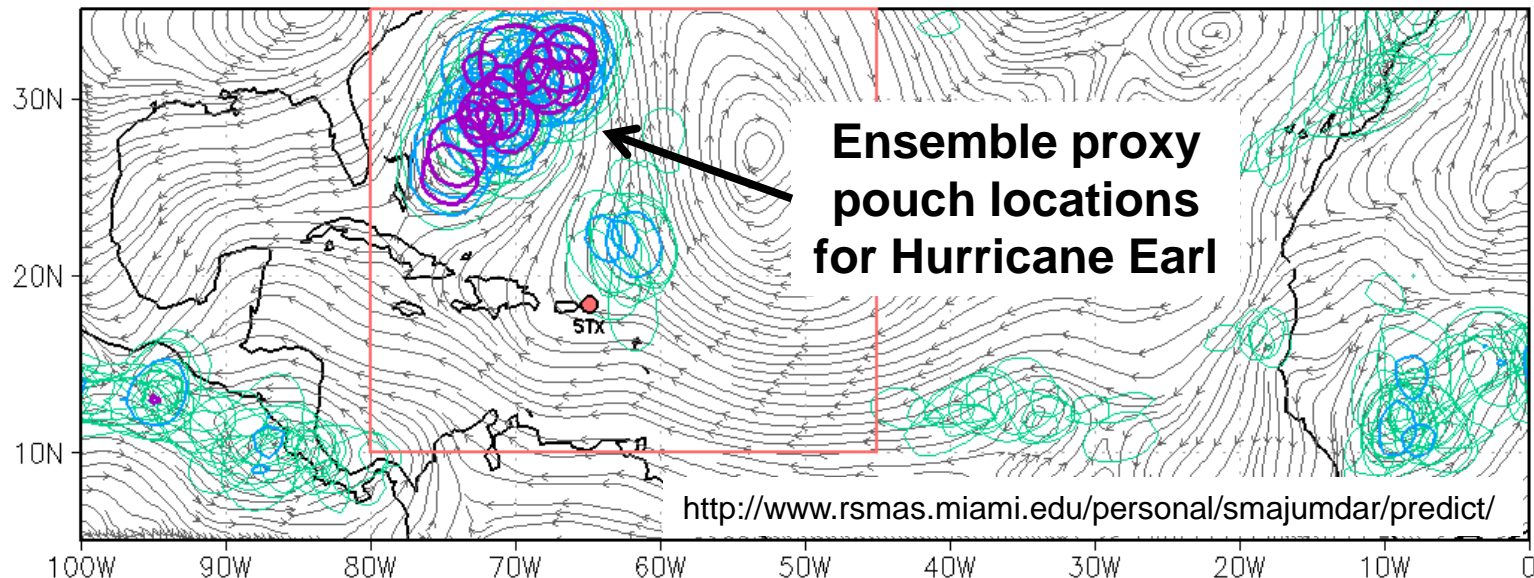 30N
20N
10N
Ensemble proxy
pouch locations
for Hurricane Earl
STx
http://www.rsmas.miami.edu/personal/smajumdar/predict/
100W 90W 80W 70W 60W 50W 40W 30W 20W 10W 0